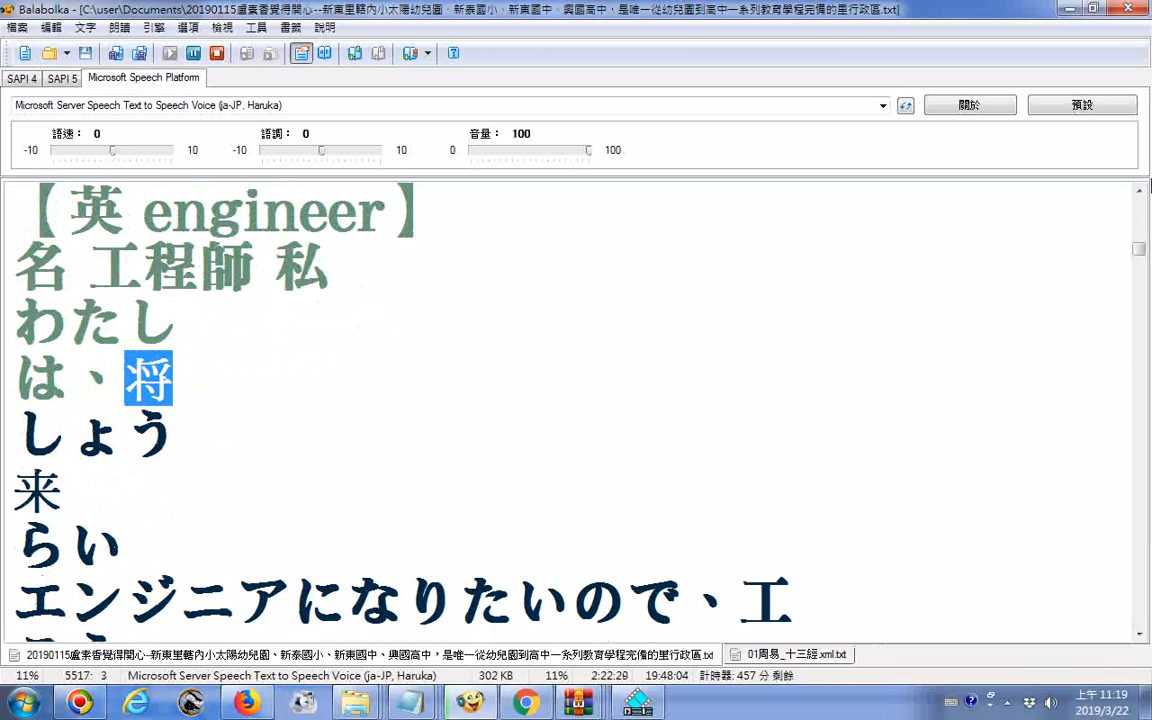 Balabolka - [C:\user\Documents\20190115盧素香覺得開心--新東里轄內小太陽幼兒園、新泰國小、新東國中、興國高中，是唯一從幼兒園到高中一系列教育學程完備的里行政區.txt]
檔案 編輯 文字 朗讀 引擎 選項 檢視 工具 書籤 說明
SAPI 4 SAPI 5 Microsoft Speech Platform
Microsoft Server Speech Text to Speech Voice (ja-JP, Haruka) 關於 預設
語速： 0 語調： 0 音量： 100
-10 10 -10 10 0 100
【英 engineer】
名 工程師 私
わたし
は、将
しょう
来
らい
エンジニアになりたいので、工
20190115盧素香覺得開心--新東里轄內小太陽幼兒園、新泰國小、新東國中、興國高中，是唯一從幼兒園到高中一系列教育學程完備的里行政區.txt 01周易_十三經.xml.txt
11% 5517: 3 Microsoft Server Speech Text to Speech Voice (ja-JP, Haruka) 302 KB 11% 2:22:29 19:48:04 計時器: 457 分 剩餘
上午 11:19
2019/3/22